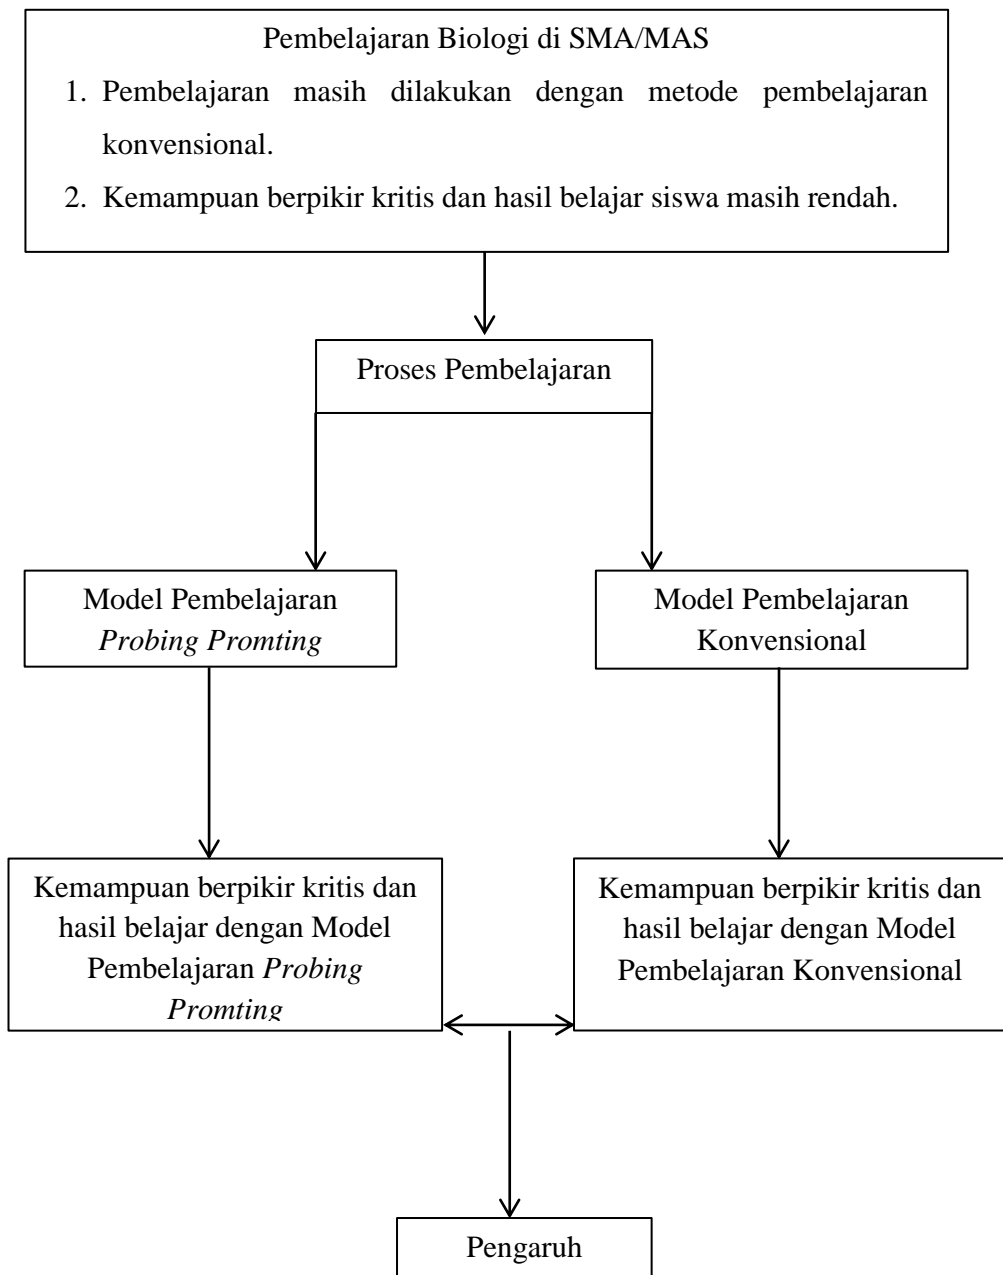 Pembelajaran Biologi di SMA/MAS
1. Pembelajaran masih dilakukan dengan metode pembelajaran
konvensional.
2. Kemampuan berpikir kritis dan hasil belajar siswa masih rendah.
Proses Pembelajaran
Model Pembelajaran
Probing Promting
Model Pembelajaran
Konvensional
Kemampuan berpikir kritis dan
hasil belajar dengan Model
Pembelajaran Probing
Promting
Kemampuan berpikir kritis dan
hasil belajar dengan Model
Pembelajaran Konvensional
Pengaruh